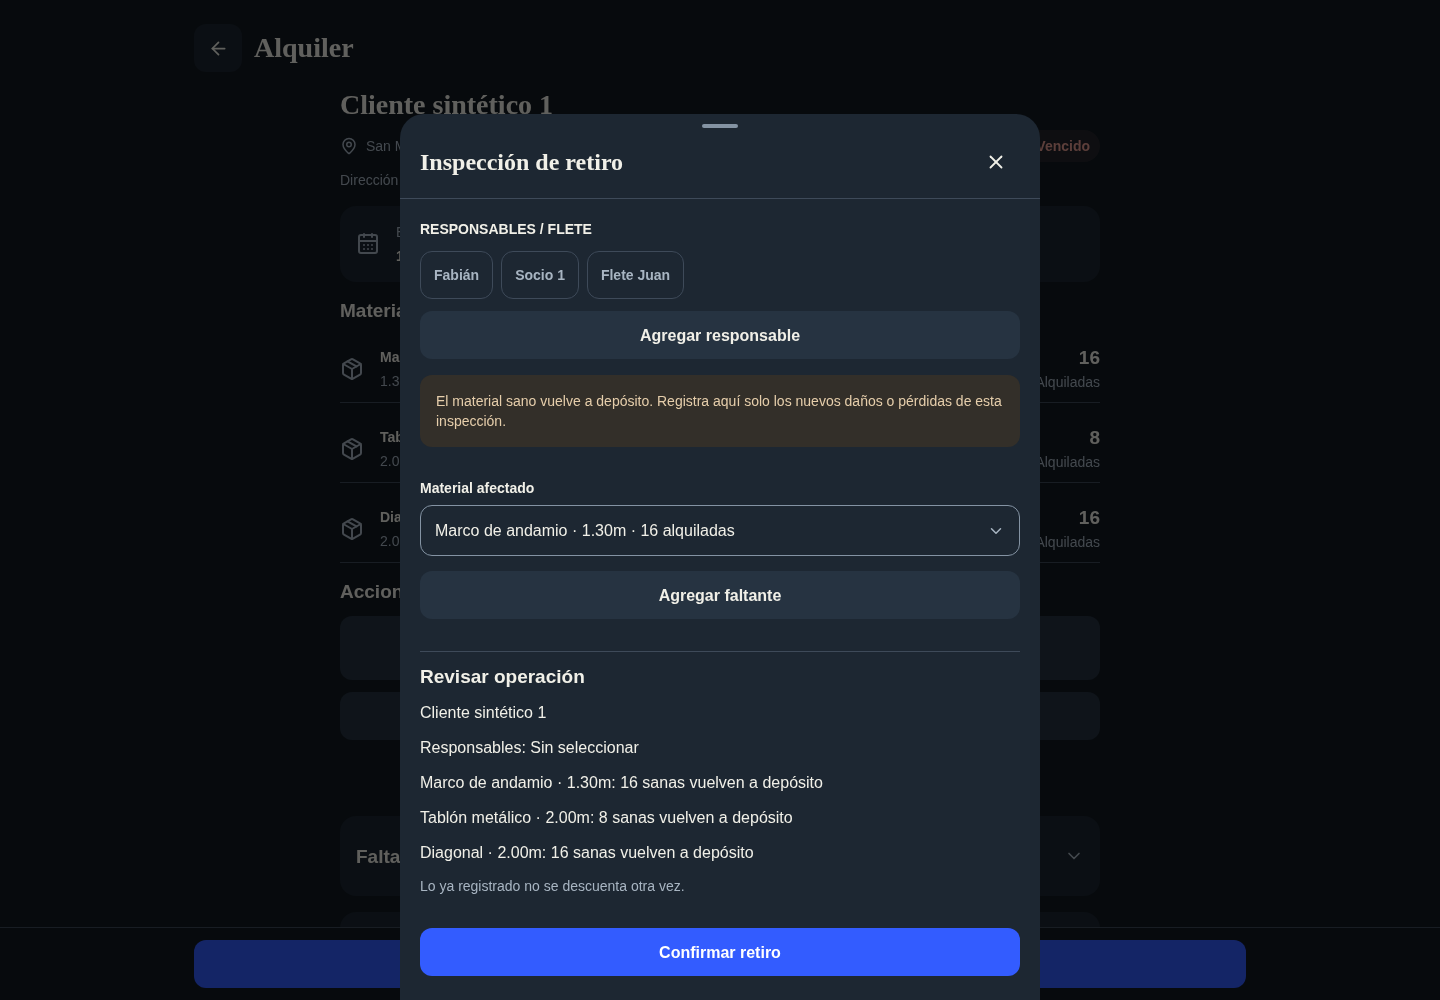 Alquiler
Cliente sintético 1
San M
Vencido
Dirección
Inspección de retiro
RESPONSABLES / FLETE
Fabián
Socio 1
Flete Juan
Agregar responsable
El material sano vuelve a depósito. Registra aquí solo los nuevos daños o pérdidas de esta
inspección.
Materia
Ma
1.3
16
Alquiladas
Tab
2.0
8
Alquiladas
Dia
2.0
16
Alquiladas
Material afectado
Marco de andamio · 1.30m · 16 alquiladas
Agregar faltante
Accion
Revisar operación
Cliente sintético 1
Responsables: Sin seleccionar
Marco de andamio · 1.30m: 16 sanas vuelven a depósito
Tablón metálico · 2.00m: 8 sanas vuelven a depósito
Diagonal · 2.00m: 16 sanas vuelven a depósito
Lo ya registrado no se descuenta otra vez.
Falta
Confirmar retiro